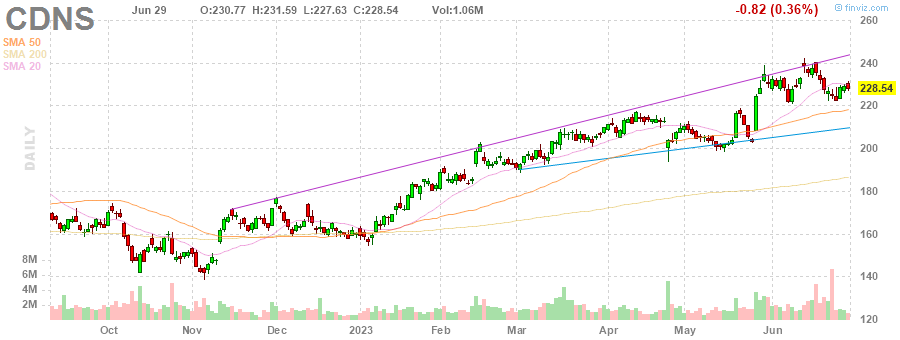 CDNS Jun 29 O:230.77 H:231.59 L:227.63 C:228.54 Vol:1.06M -0.82 (0.36%) finviz.com
SMA 50
SMA 200
SMA 20
DAILY
260
240
228.54
220
200
180
160
140
120
8M
6M
4M
2M
Oct Nov Dec 2023 Feb Mar Apr May Jun